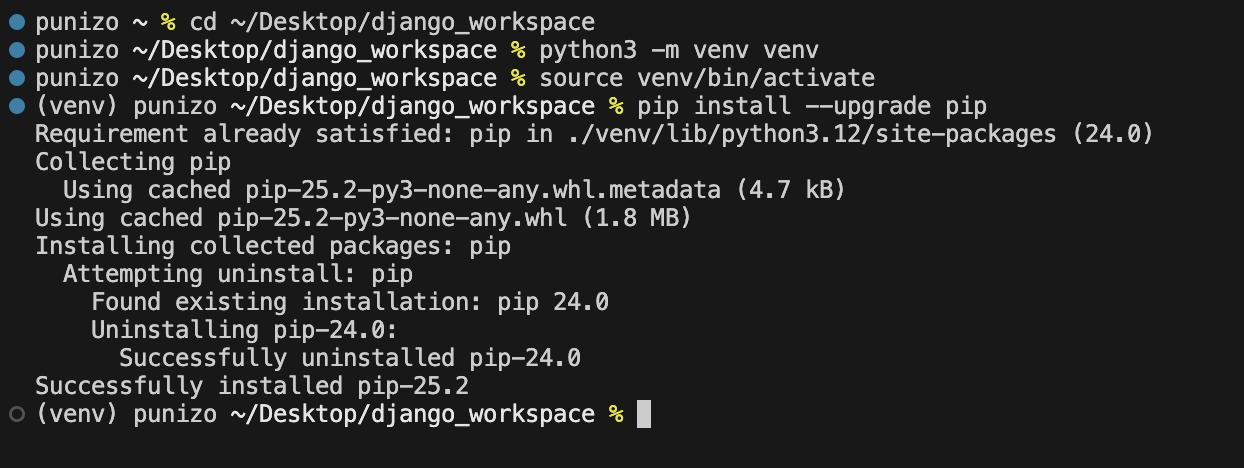 punizo ~ % cd ~/Desktop/django_workspace
punizo ~/Desktop/django_workspace % python3 -m venv venv
punizo ~/Desktop/django_workspace % source venv/bin/activate
(venv) punizo ~/Desktop/django_workspace % pip install --upgrade pip
Requirement already satisfied: pip in ./venv/lib/python3.12/site-packages (24.0)
Collecting pip
  Using cached pip-25.2-py3-none-any.whl.metadata (4.7 kB)
Using cached pip-25.2-py3-none-any.whl (1.8 MB)
Installing collected packages: pip
  Attempting uninstall: pip
    Found existing installation: pip 24.0
    Uninstalling pip-24.0:
      Successfully uninstalled pip-24.0
Successfully installed pip-25.2
(venv) punizo ~/Desktop/django_workspace %